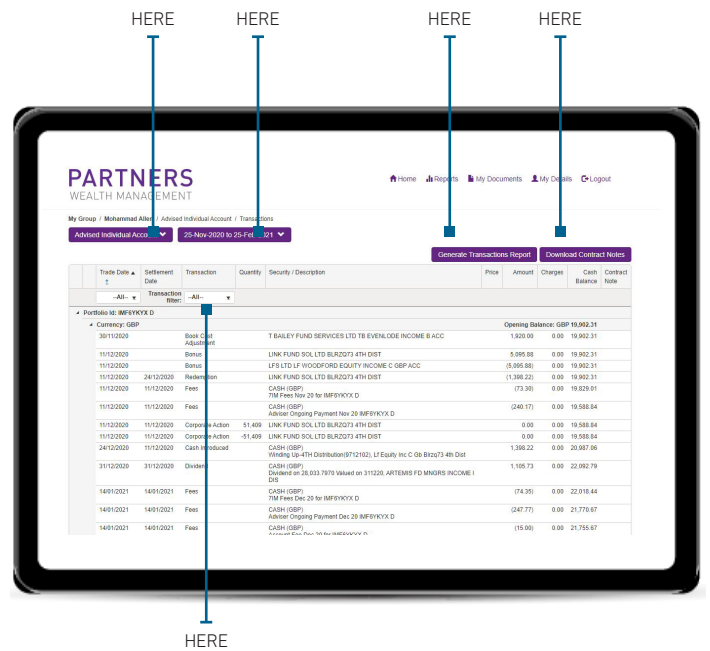 HERE HERE HERE HERE
PARTNERS
WEALTH MANAGEMENT
Home Reports My Documents My Details Logout
My Group / Mohammad Allen / Advised Individual Account / Transactions
Advised Individual Account 25-Nov-2020 to 25-Feb-2021
Generate Transactions Report Download Contract Notes
Trade Date Settlement Date Transaction Quantity Security / Description Price Amount Charges Cash Balance Contract Note
--All-- Transaction filter: --All--
Portfolio Id: IMF6YKYX D
Currency: GBP Opening Balance: GBP 19,902.31
30/11/2020 Book Cost Adjustment T BAILEY FUND SERVICES LTD TB EVENLODE INCOME B ACC 1,920.00 0.00 19,902.31
11/12/2020 Bonus LINK FUND SOL LTD BLRZQ73 4TH DIST 5,095.88 0.00 19,902.31
11/12/2020 Bonus LFS LTD LF WOODFORD EQUITY INCOME C GBP ACC (5,095.88) 0.00 19,902.31
11/12/2020 24/12/2020 Redemption LINK FUND SOL LTD BLRZQ73 4TH DIST (1,398.22) 0.00 19,902.31
11/12/2020 11/12/2020 Fees CASH (GBP) (73.30) 0.00 19,829.01
7IM Fees Nov 20 for IMF6YKYX D
11/12/2020 11/12/2020 Fees CASH (GBP) (240.17) 0.00 19,588.84
Adviser Ongoing Payment Nov 20 IMF6YKYX D
11/12/2020 11/12/2020 Corporate Action 51,409 LINK FUND SOL LTD BLRZQ73 4TH DIST 0.00 0.00 19,588.84
11/12/2020 11/12/2020 Corporate Action -51,409 LINK FUND SOL LTD BLRZQ73 4TH DIST 0.00 0.00 19,588.84
24/12/2020 11/12/2020 Cash Introduced CASH (GBP) 1,398.22 0.00 20,987.06
Winding Up-4TH Distribution(9712102), Lf Equity Inc C Gb Blrzq73 4th Dist
31/12/2020 31/12/2020 Dividend CASH (GBP) 1,105.73 0.00 22,092.79
Dividend on 28,033.7970 Valued on 311220, ARTEMIS FD MNGRS INCOME I
DIS
14/01/2021 14/01/2021 Fees CASH (GBP) (74.35) 0.00 22,018.44
7IM Fees Dec 20 for IMF6YKYX D
14/01/2021 14/01/2021 Fees CASH (GBP) (247.77) 0.00 21,770.67
Adviser Ongoing Payment Dec 20 IMF6YKYX D
14/01/2021 14/01/2021 Fees CASH (GBP) (15.00) 0.00 21,755.67
Account Fee Dec 20 for IMF6YKYX D
HERE